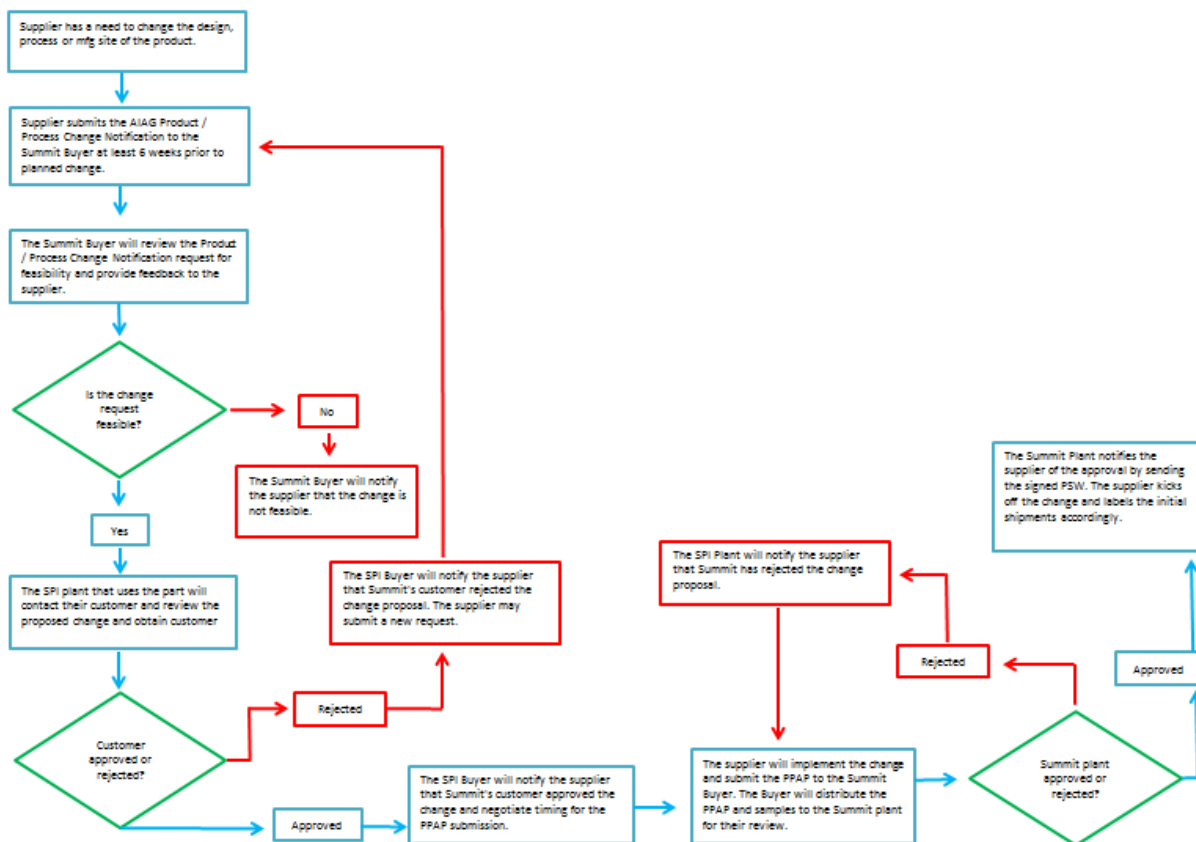 Supplier has a need to change the design,
process or mfg site of the product.
Supplier submits the AIAG Product /
Process Change Notification to the
Summit Buyer at least 6 weeks prior to
planned change.
The Summit Buyer will review the Product
/ Process Change Notification request for
feasibility and provide feedback to the
supplier.
Is the change
request
feasible?
No
The Summit Buyer will notify
the supplier that the change is
not feasible.
Yes
The SPI plant that uses the part will
contact their customer and review the
proposed change and obtain customer
Customer
approved or
rejected?
Rejected
The SPI Buyer will notify the supplier
that Summit's customer rejected the
change proposal. The supplier may
submit a new request.
Approved
The SPI Buyer will notify the supplier
that Summit's customer approved the
change and negotiate timing for the
PPAP submission.
The supplier will implement the change
and submit the PPAP to the Summit
Buyer. The Buyer will distribute the
PPAP and samples to the Summit plant
for their review.
Summit plant
approved or
rejected?
Rejected
The SPI Plant will notify the supplier
that Summit has rejected the change
proposal.
Approved
The Summit Plant notifies the
supplier of the approval by sending
the signed PSW. The supplier kicks
off the change and labels the initial
shipments accordingly.